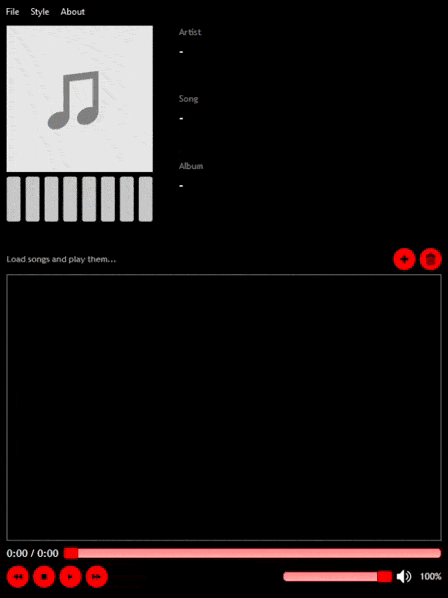 File Style About
Artist
-
Song
-
Album
-
Load songs and play them...
0:00 / 0:00
100%